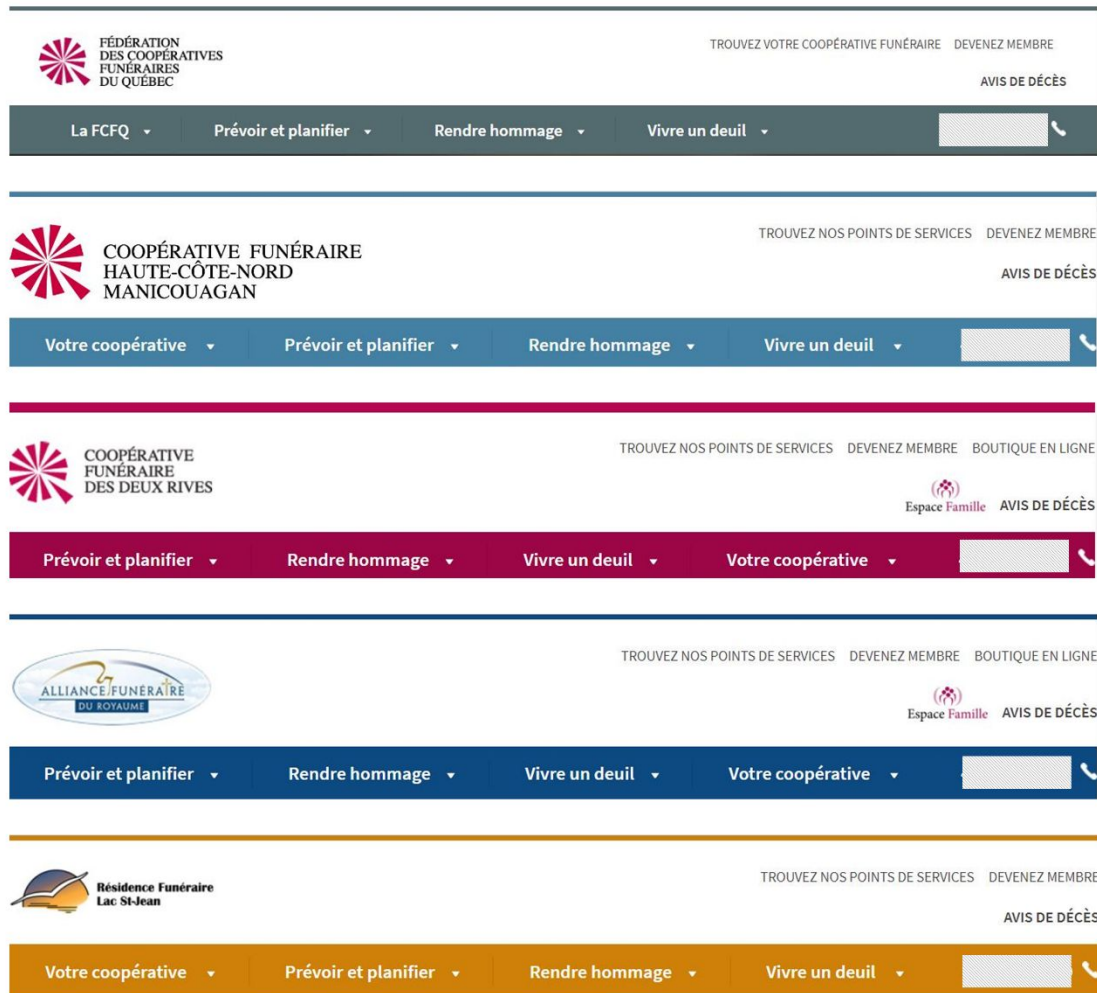 FÉDÉRATION
DES COOPÉRATIVES
FUNÉRAIRES
DU QUÉBEC
TROUVEZ VOTRE COOPÉRATIVE FUNÉRAIRE DEVENEZ MEMBRE
AVIS DE DÉCÈS
La FCFQ Prévoir et planifier Rendre hommage Vivre un deuil
COOPÉRATIVE FUNÉRAIRE
HAUTE-CÔTE-NORD
MANICOUAGAN
TROUVEZ NOS POINTS DE SERVICES DEVENEZ MEMBRE
AVIS DE DÉCÈS
Votre coopérative Prévoir et planifier Rendre hommage Vivre un deuil
COOPÉRATIVE
FUNÉRAIRE
DES DEUX RIVES
TROUVEZ NOS POINTS DE SERVICES DEVENEZ MEMBRE BOUTIQUE EN LIGNE
Espace Famille AVIS DE DÉCÈS
Prévoir et planifier Rendre hommage Vivre un deuil Votre coopérative
ALLIANCE FUNÉRAIRE
DU ROYAUME
TROUVEZ NOS POINTS DE SERVICES DEVENEZ MEMBRE BOUTIQUE EN LIGNE
Espace Famille AVIS DE DÉCÈS
Prévoir et planifier Rendre hommage Vivre un deuil Votre coopérative
Résidence Funéraire
Lac St-Jean
TROUVEZ NOS POINTS DE SERVICES DEVENEZ MEMBRE
AVIS DE DÉCÈS
Votre coopérative Prévoir et planifier Rendre hommage Vivre un deuil